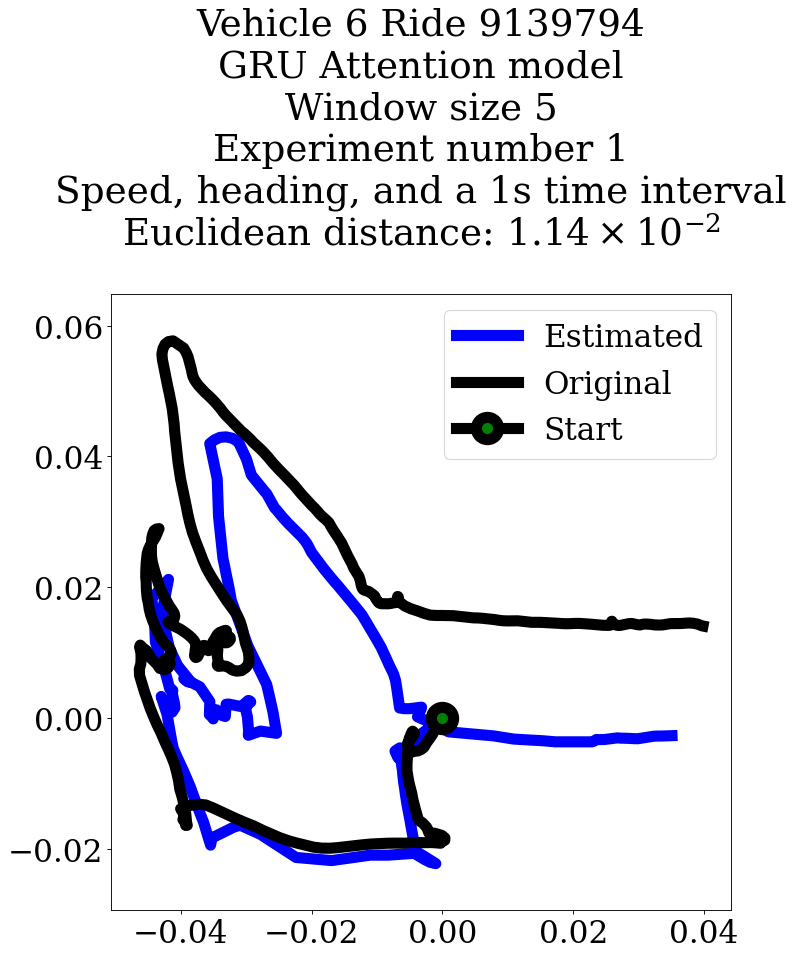 Vehicle 6 Ride 9139794
GRU Attention model
Window size 5
Experiment number 1
Speed, heading, and a 1s time interval
Euclidean distance: 1.14 × 10⁻²
Estimated
Original
Start
0.06
0.04
0.02
0.00
−0.02
−0.04 −0.02 0.00 0.02 0.04